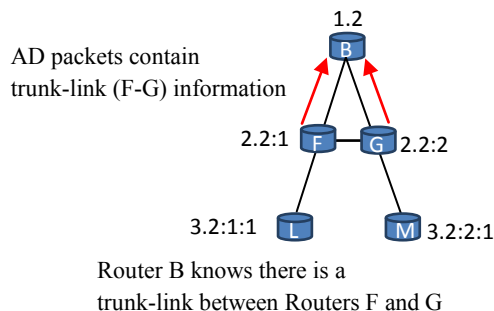 1.2
B
AD packets contain
trunk-link (F-G) information
2.2:1
F
G
2.2:2
3.2:1:1
L
M
3.2:2:1
Router B knows there is a
trunk-link between Routers F and G